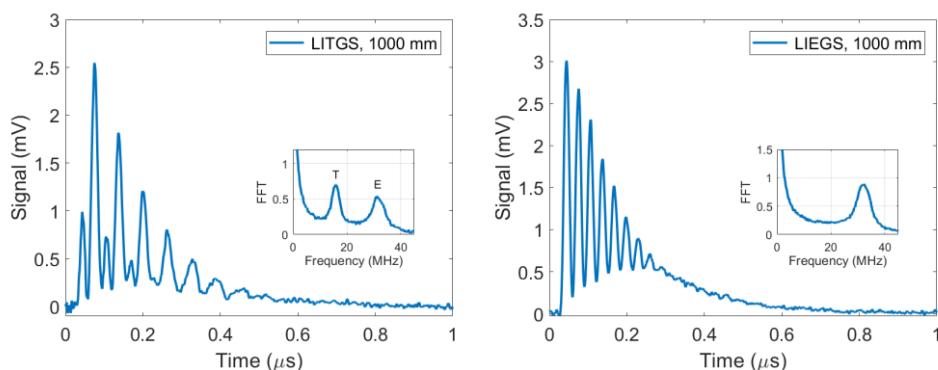 LITGS, 1000 mm
Signal (mV)
3
2.5
2
1.5
1
0.5
0
0 0.2 0.4 0.6 0.8 1
Time (μs)
T
E
FFT
1
0.5
0
0 20 40
Frequency (MHz)
LIEGS, 1000 mm
Signal (mV)
3.5
3
2.5
2
1.5
1
0.5
0
0 0.2 0.4 0.6 0.8 1
Time (μs)
FFT
1.5
1
0.5
0
0 20 40
Frequency (MHz)